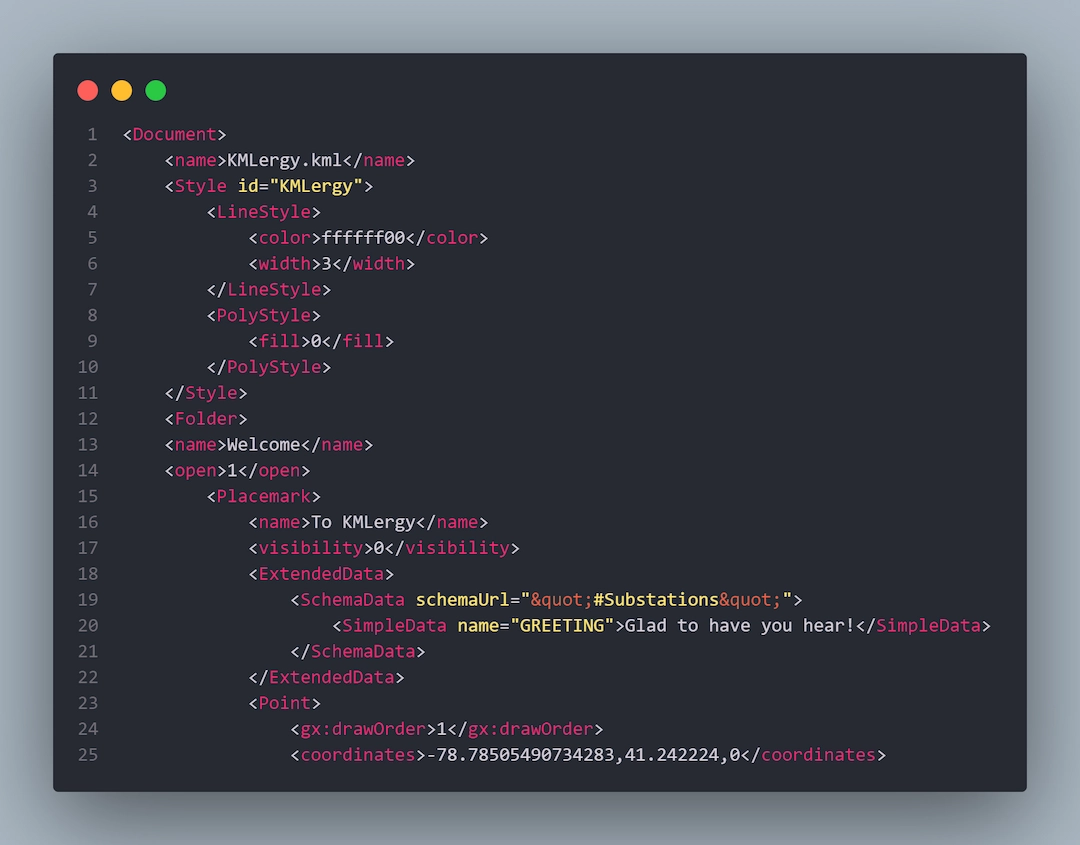 1 <Document>
2 <name>KMLergy.kml</name>
3 <Style id="KMLergy">
4 <LineStyle>
5 <color>ffffff00</color>
6 <width>3</width>
7 </LineStyle>
8 <PolyStyle>
9 <fill>0</fill>
10 </PolyStyle>
11 </Style>
12 <Folder>
13 <name>Welcome</name>
14 <open>1</open>
15 <Placemark>
16 <name>To KMLergy</name>
17 <visibility>0</visibility>
18 <ExtendedData>
19 <SchemaData schemaUrl="&quot;#Substations&quot;">
20 <SimpleData name="GREETING">Glad to have you hear!</SimpleData>
21 </SchemaData>
22 </ExtendedData>
23 <Point>
24 <gx:drawOrder>1</gx:drawOrder>
25 <coordinates>-78.78505490734283,41.242224,0</coordinates>